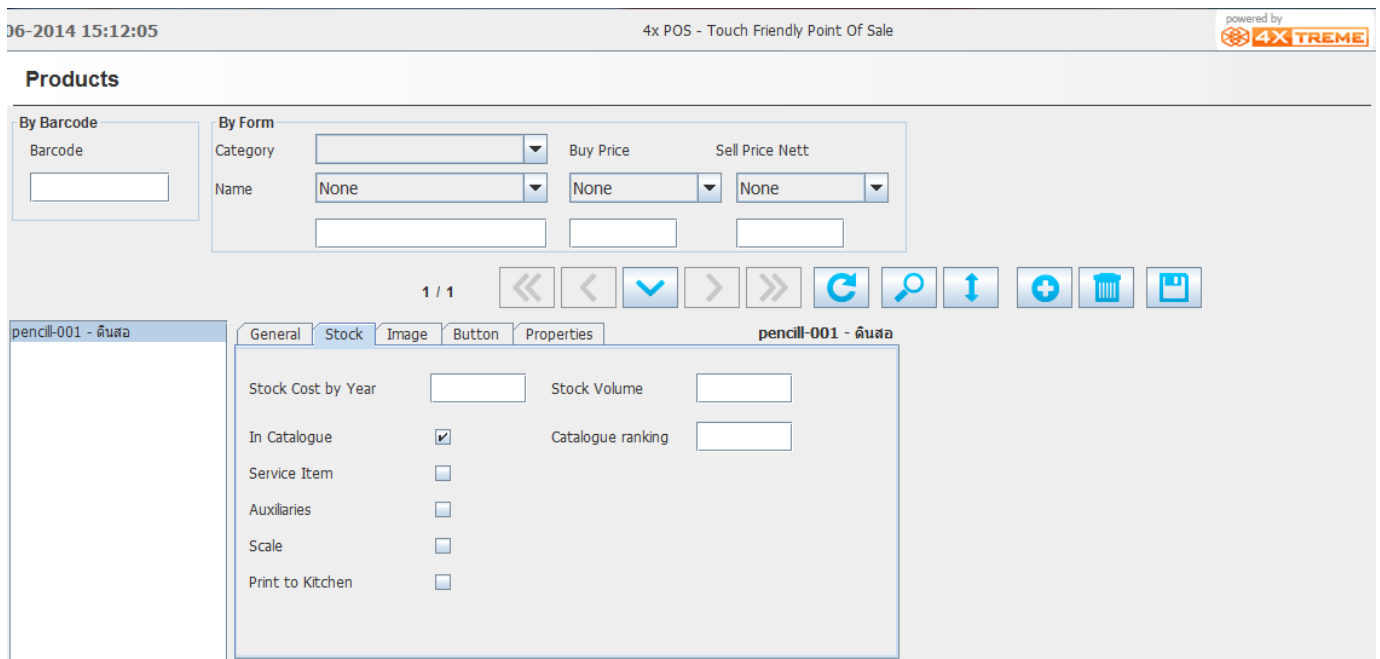 06-2014 15:12:05
4x POS - Touch Friendly Point Of Sale
powered by
4XTREME
Products
By Barcode
By Form
Barcode
Category
Buy Price
Sell Price Nett
Name
None
None
None
1 / 1
pencill-001 - ดินสอ
General
Stock
Image
Button
Properties
pencill-001 - ดินสอ
Stock Cost by Year
Stock Volume
In Catalogue
Catalogue ranking
Service Item
Auxiliaries
Scale
Print to Kitchen